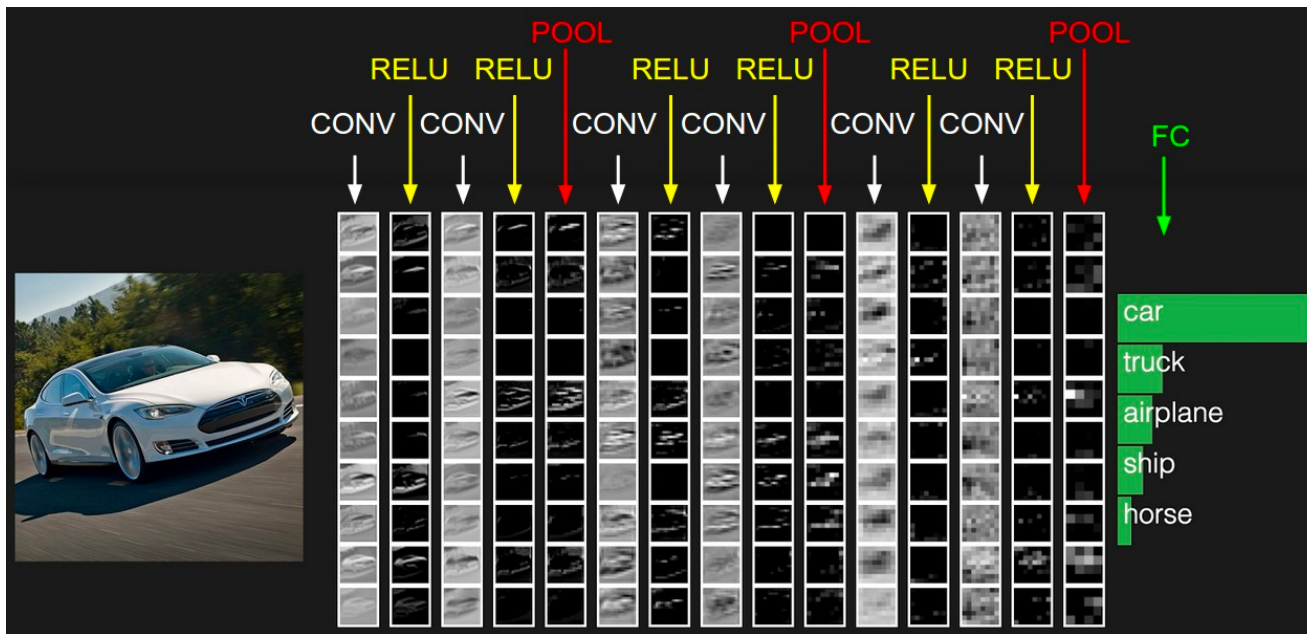 POOL POOL POOL
RELU RELU RELU RELU RELU RELU
CONV CONV CONV CONV CONV CONV
FC
car
truck
airplane
ship
horse